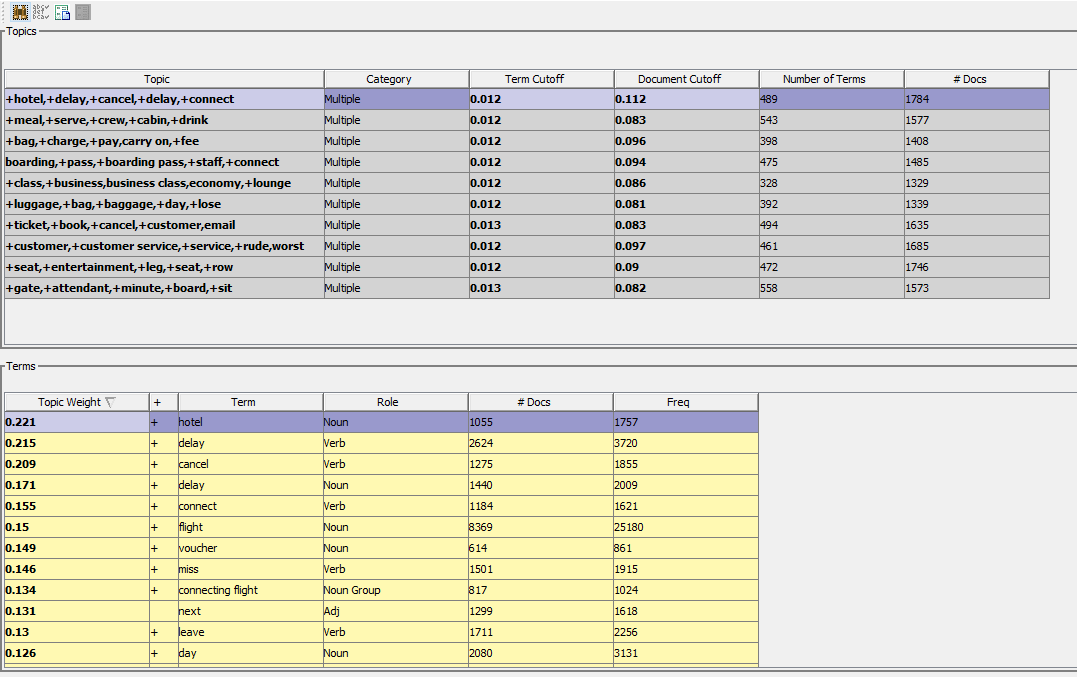 Topics
Topic Category Term Cutoff Document Cutoff Number of Terms # Docs
+hotel,+delay,+cancel,+delay,+connect Multiple 0.012 0.112 489 1784
+meal,+serve,+crew,+cabin,+drink Multiple 0.012 0.083 543 1577
+bag,+charge,+pay,carry on,+fee Multiple 0.012 0.096 398 1408
boarding,+pass,+boarding pass,+staff,+connect Multiple 0.012 0.094 475 1485
+class,+business,business class,economy,+lounge Multiple 0.012 0.086 328 1329
+luggage,+bag,+baggage,+day,+lose Multiple 0.012 0.081 392 1339
+ticket,+book,+cancel,+customer,email Multiple 0.013 0.083 494 1635
+customer,+customer service,+service,+rude,worst Multiple 0.012 0.097 461 1685
+seat,+entertainment,+leg,+seat,+row Multiple 0.012 0.09 472 1746
+gate,+attendant,+minute,+board,+sit Multiple 0.013 0.082 558 1573
Terms
Topic Weight + Term Role # Docs Freq
0.221 + hotel Noun 1055 1757
0.215 + delay Verb 2624 3720
0.209 + cancel Verb 1275 1855
0.171 + delay Noun 1440 2009
0.155 + connect Verb 1184 1621
0.15 + flight Noun 8369 25180
0.149 + voucher Noun 614 861
0.146 + miss Verb 1501 1915
0.134 + connecting flight Noun Group 817 1024
0.131 next Adj 1299 1618
0.13 + leave Verb 1711 2256
0.126 + day Noun 2080 3131